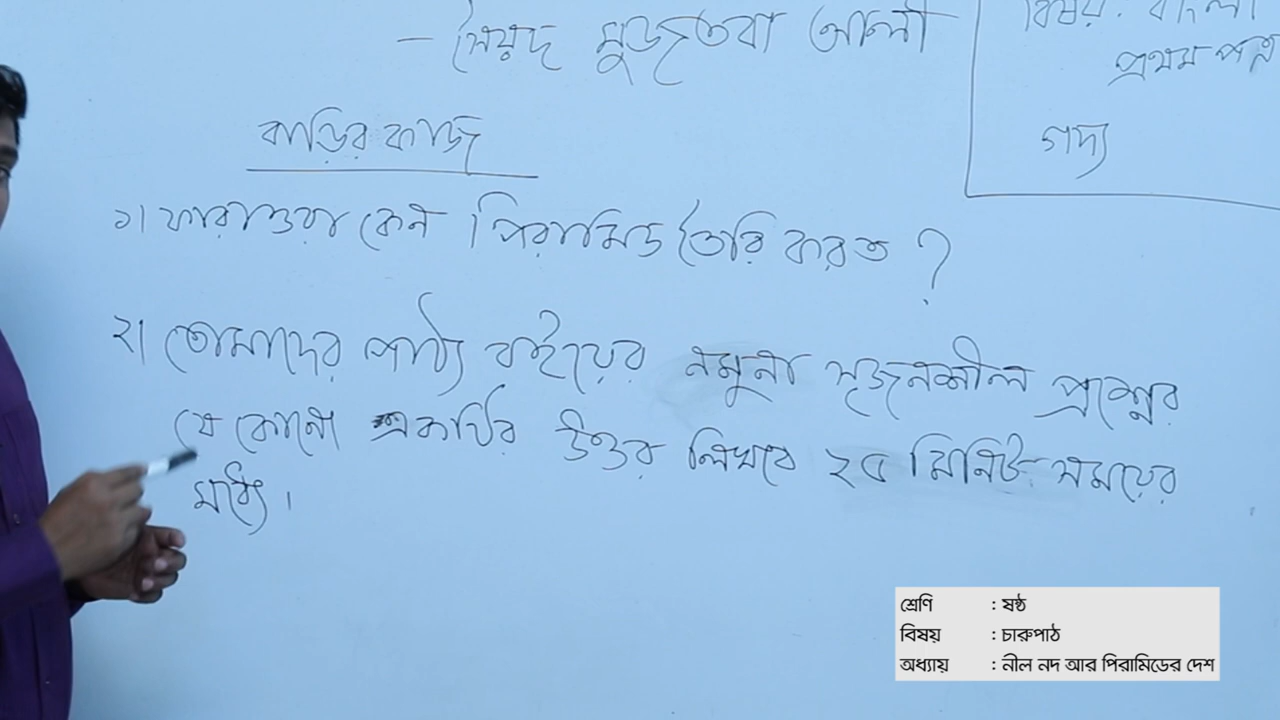 – সৈয়দ মুজতবা আলী
বিষয়: বাংলা
প্রথম পত্র
গদ্য
বাড়ির কাজ
১। ফারাওরা কেন পিরামিড তৈরি করত ?
২। তোমাদের পাঠ্য বইয়ের নমুনা সৃজনশীল প্রশ্নের
যে কোনো একটির উত্তর লিখবে ২৫ মিনিট সময়ের
মধ্যে।
শ্রেণি : ষষ্ঠ
বিষয় : চারুপাঠ
অধ্যায় : নীল নদ আর পিরামিডের দেশ